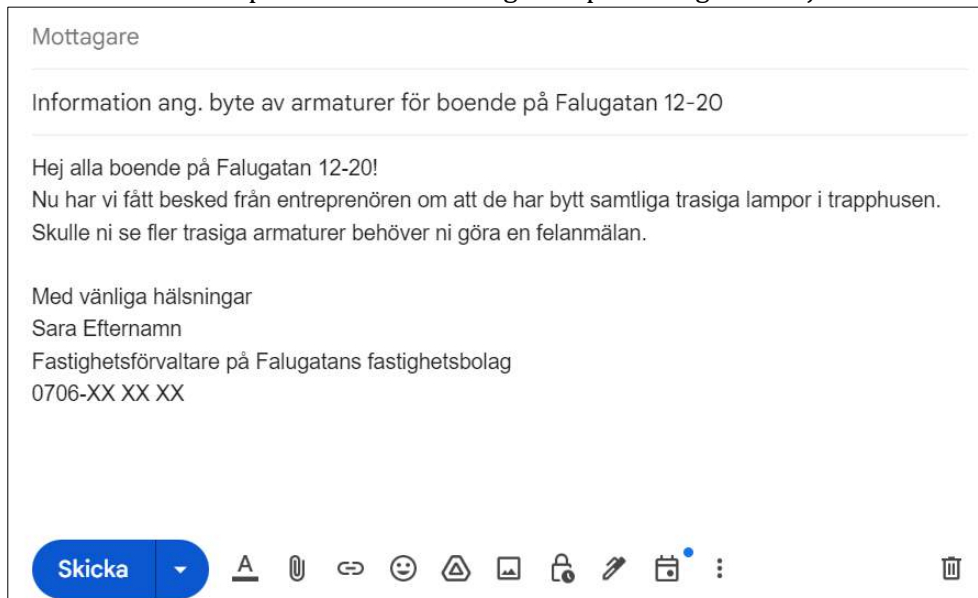 Mottagare
Information ang. byte av armaturer för boende på Falugatan 12-20
Hej alla boende på Falugatan 12-20!
Nu har vi fått besked från entreprenören om att de har bytt samtliga trasiga lampor i trapphusen.
Skulle ni se fler trasiga armaturer behöver ni göra en felanmälan.
Med vänliga hälsningar
Sara Efternamn
Fastighetsförvaltare på Falugatans fastighetsbolag
0706-XX XX XX
Skicka